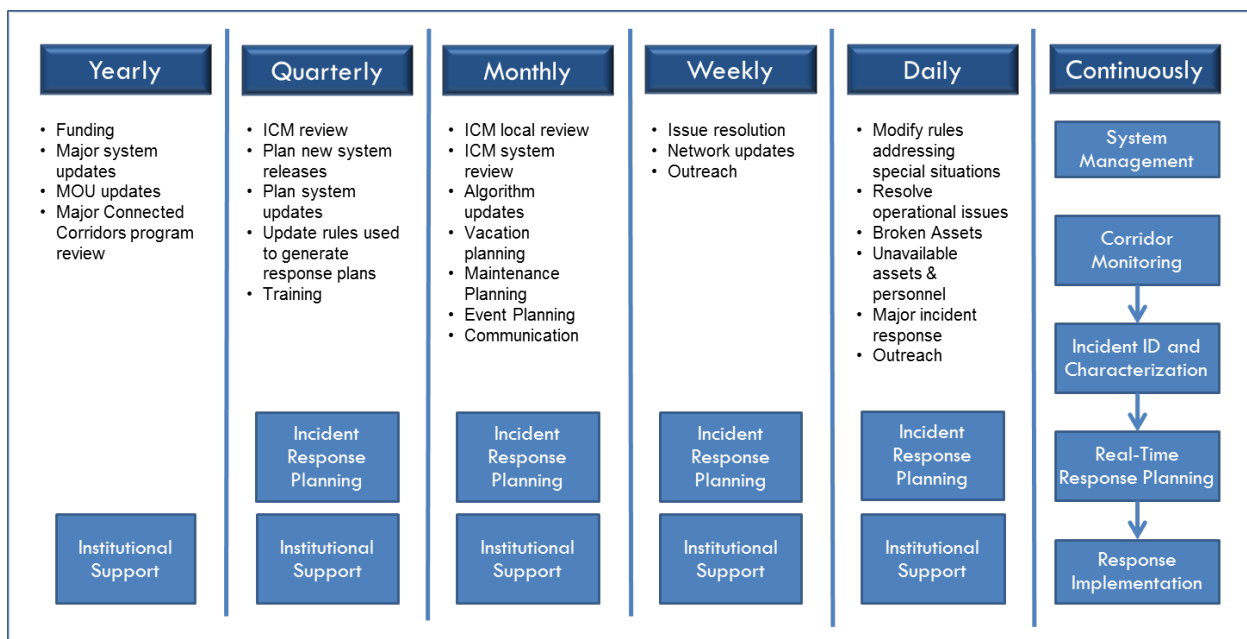 Yearly
• Funding
• Major system
updates
• MOU updates
• Major Connected
Corridors program
review
Institutional
Support
Quarterly
• ICM review
• Plan new system
releases
• Plan system
updates
• Update rules used
to generate
response plans
• Training
Incident
Response
Planning
Institutional
Support
Monthly
• ICM local review
• ICM system
review
• Algorithm
updates
• Vacation
planning
• Maintenance
Planning
• Event Planning
• Communication
Incident
Response
Planning
Institutional
Support
Weekly
• Issue resolution
• Network updates
• Outreach
Incident
Response
Planning
Institutional
Support
Daily
• Modify rules
addressing
special situations
• Resolve
operational issues
• Broken Assets
• Unavailable
assets &
personnel
• Major incident
response
• Outreach
Incident
Response
Planning
Institutional
Support
Continuously
System
Management
Corridor
Monitoring
Incident ID and
Characterization
Real-Time
Response Planning
Response
Implementation